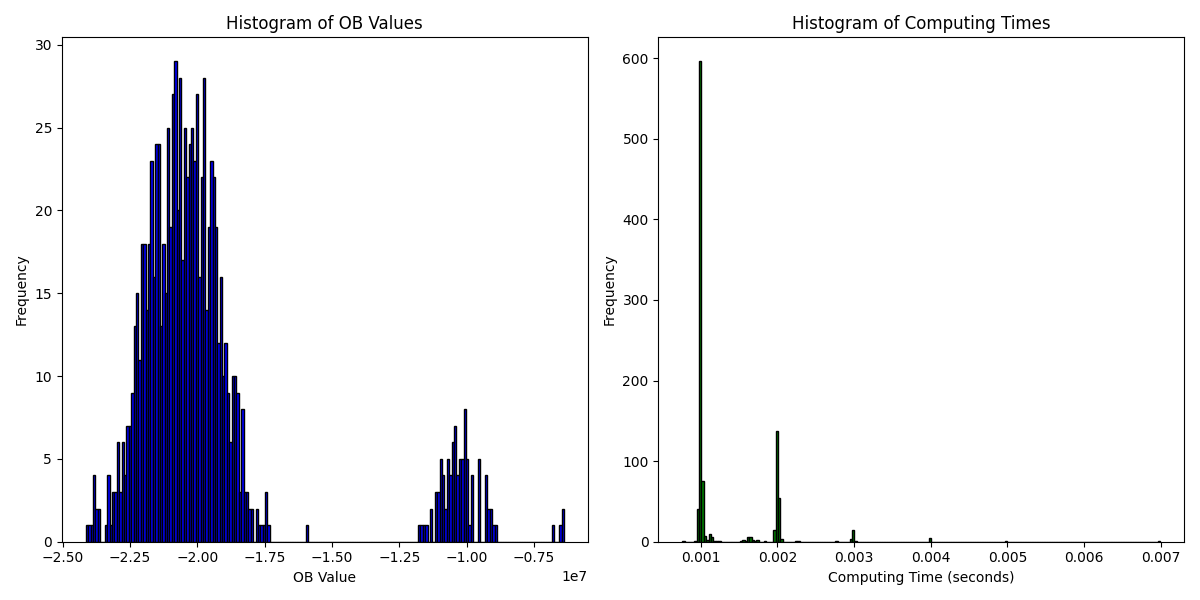 Histogram of OB Values
Frequency
30
25
20
15
10
5
0
−2.50 −2.25 −2.00 −1.75 −1.50 −1.25 −1.00 −0.75
1e7
OB Value
Histogram of Computing Times
Frequency
600
500
400
300
200
100
0
0.001 0.002 0.003 0.004 0.005 0.006 0.007
Computing Time (seconds)